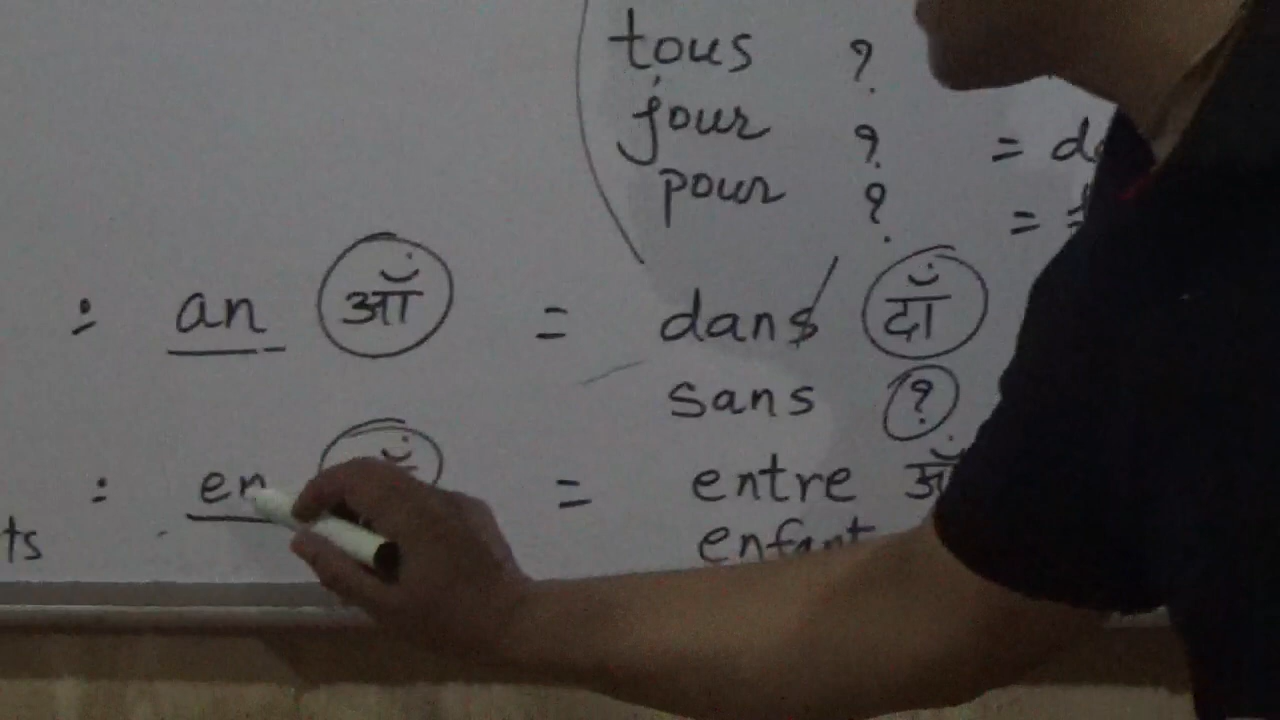 tous ?
jour ?
pour ?
= d
=
: an आँ = dans दाँ
sans ?
: en = entre
ts enfant